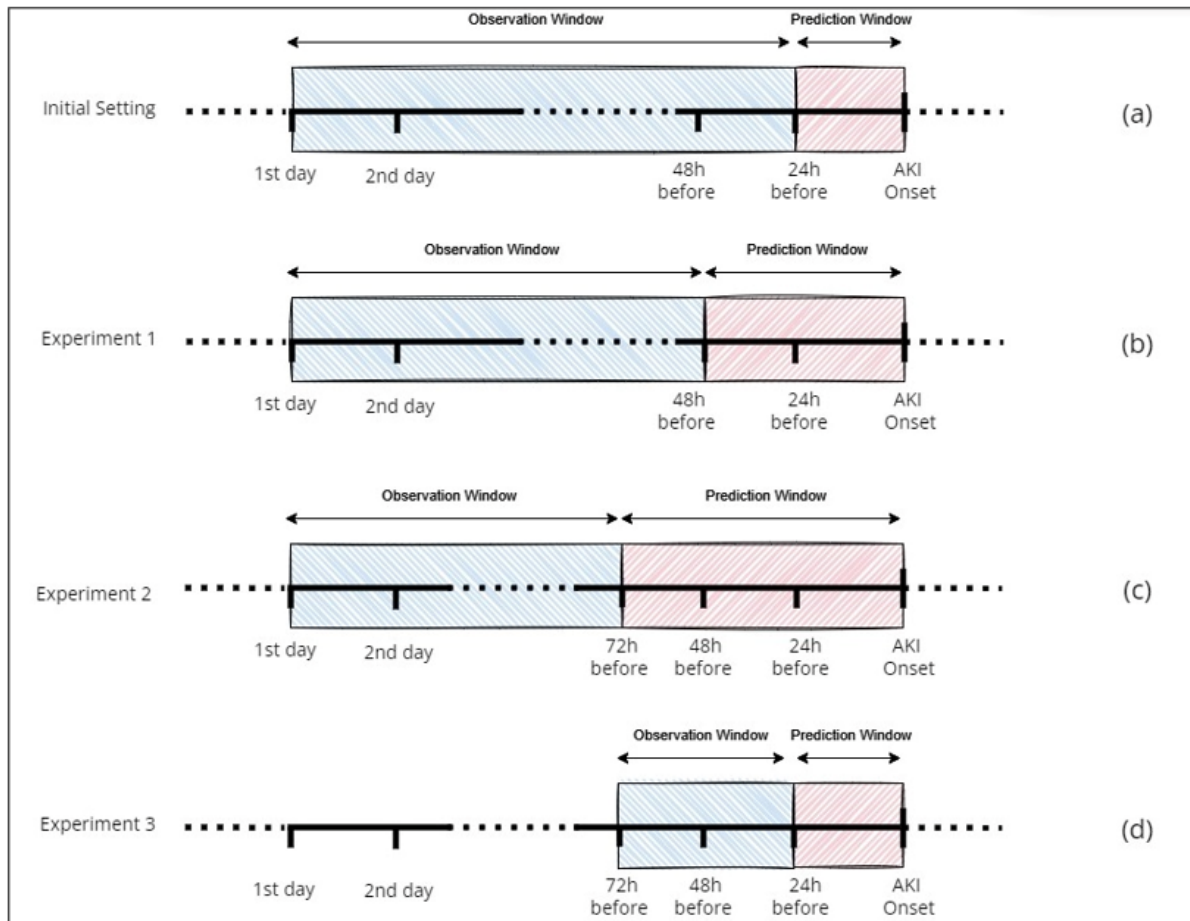 Observation Window Prediction Window
Initial Setting (a)
1st day 2nd day 48h before 24h before AKI Onset
Observation Window Prediction Window
Experiment 1 (b)
1st day 2nd day 48h before 24h before AKI Onset
Observation Window Prediction Window
Experiment 2 (c)
1st day 2nd day 72h before 48h before 24h before AKI Onset
Observation Window Prediction Window
Experiment 3 (d)
1st day 2nd day 72h before 48h before 24h before AKI Onset